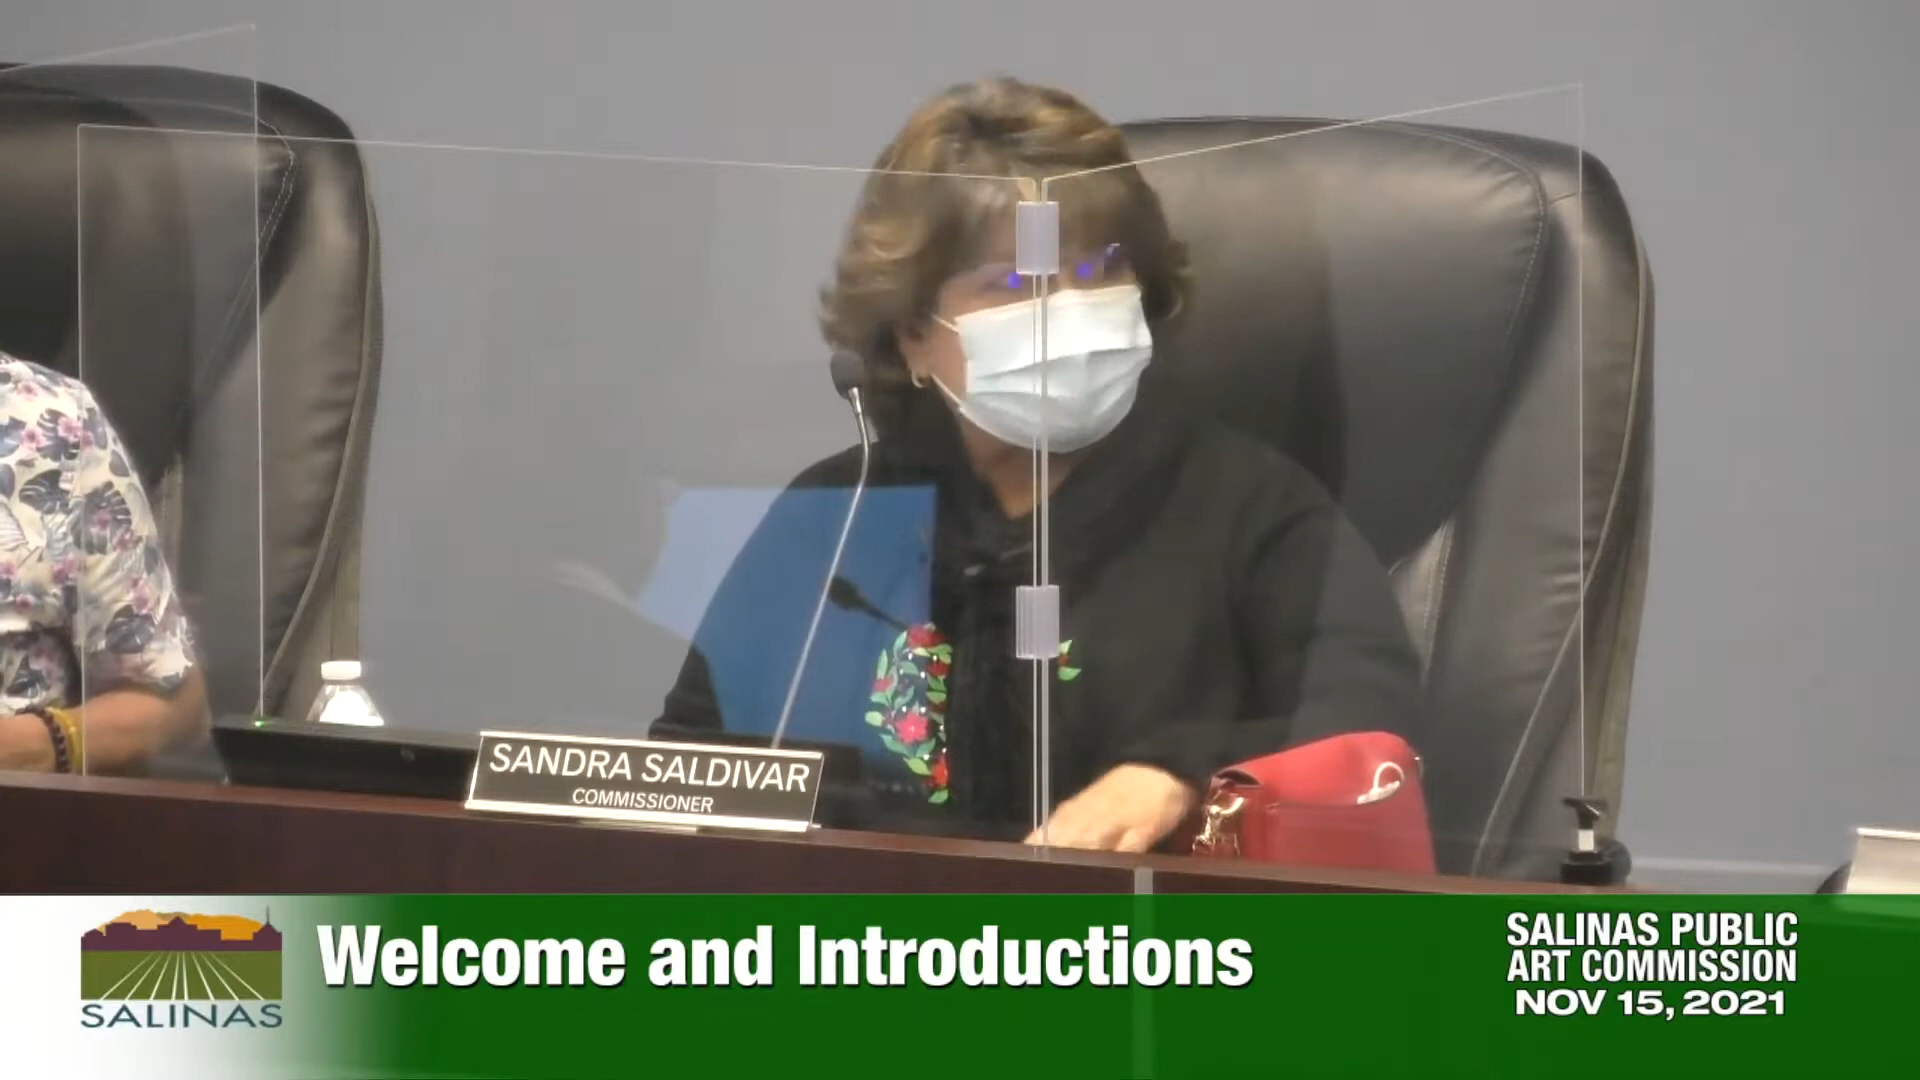 SANDRA SALDIVAR
COMMISSIONER
SALINAS
Welcome and Introductions
SALINAS PUBLIC
ART COMMISSION
NOV 15, 2021